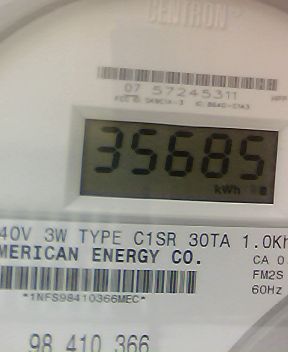 CENTRON
07 57245311
35685
kWh
40V 3W TYPE C1SR 30TA 1.0Kh
MERICAN ENERGY CO.
CA 0
FM2S
60Hz
*1NFS98410366MEC*
98 410 366